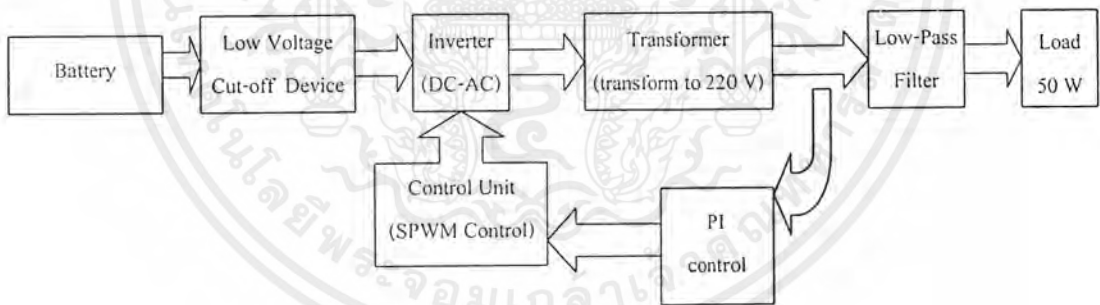 Battery
Low Voltage
Cut-off Device
Inverter
(DC-AC)
Transformer
(transform to 220 V)
Low-Pass
Filter
Load
50 W
Control Unit
(SPWM Control)
PI
control